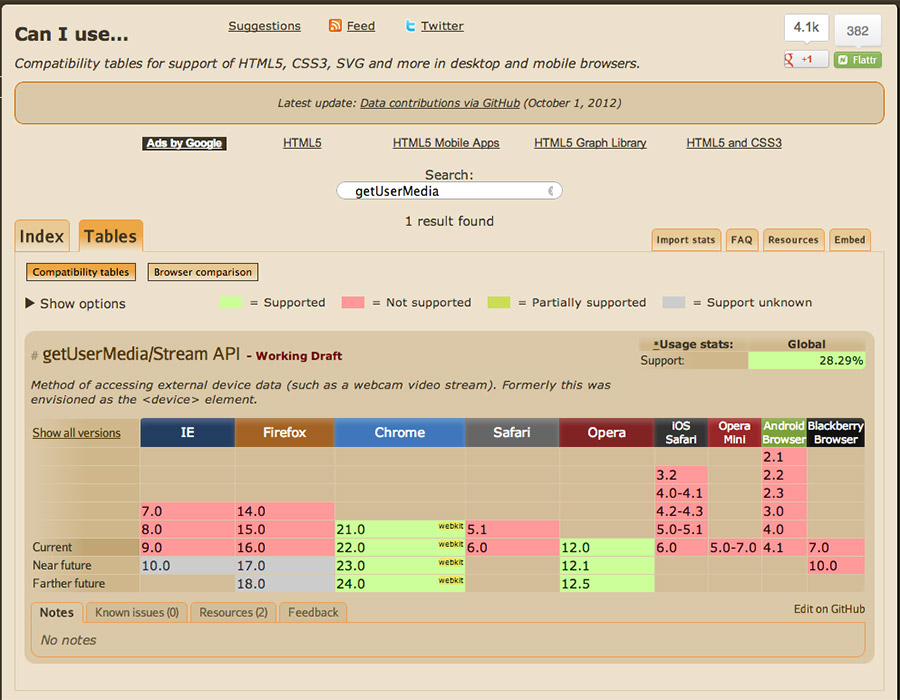 Can I use...
Suggestions Feed Twitter
4.1k 382
+1 Flattr
Compatibility tables for support of HTML5, CSS3, SVG and more in desktop and mobile browsers.
Latest update: Data contributions via GitHub (October 1, 2012)
Ads by Google HTML5 HTML5 Mobile Apps HTML5 Graph Library HTML5 and CSS3
Search:
getUserMedia
1 result found
Index Tables Import stats FAQ Resources Embed
Compatibility tables Browser comparison
Show options = Supported = Not supported = Partially supported = Support unknown
# getUserMedia/Stream API - Working Draft
*Usage stats: Global
Support: 28.29%
Method of accessing external device data (such as a webcam video stream). Formerly this was
envisioned as the <device> element.
Show all versions IE Firefox Chrome Safari Opera iOS Safari Opera Mini Android Browser Blackberry Browser
2.1
3.2 2.2
4.0-4.1 2.3
7.0 14.0 4.2-4.3 3.0
8.0 15.0 21.0 webkit 5.1 5.0-5.1 4.0
Current 9.0 16.0 22.0 webkit 6.0 12.0 6.0 5.0-7.0 4.1 7.0
Near future 10.0 17.0 23.0 webkit 12.1 10.0
Farther future 18.0 24.0 webkit 12.5
Notes Known issues (0) Resources (2) Feedback Edit on GitHub
No notes